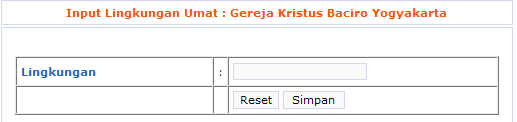 Input Lingkungan Umat : Gereja Kristus Baciro Yogyakarta
Lingkungan :
Reset Simpan